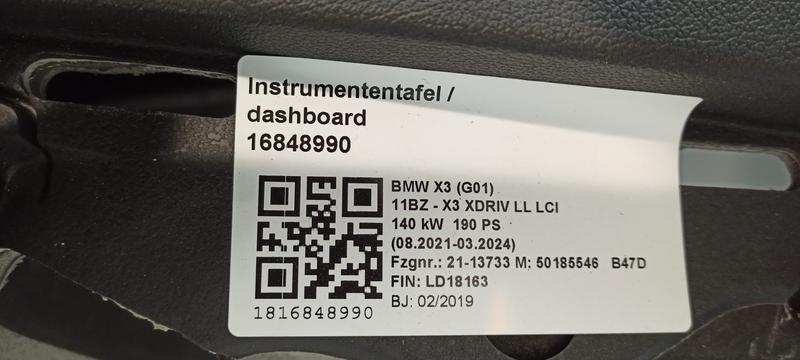 Instrumententafel /
dashboard
16848990
BMW X3 (G01)
11BZ - X3 XDRIV LL LCI
140 kW 190 PS
(08.2021-03.2024)
Fzgnr.: 21-13733 M: 50185546 B47D
FIN: LD18163
BJ: 02/2019
1816848990